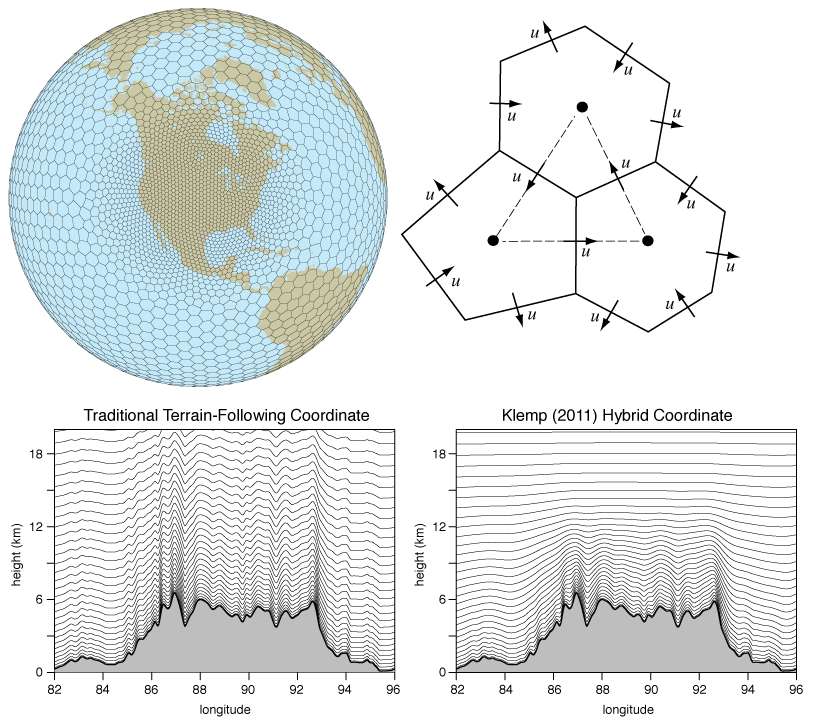 u
u
u
u
u
u
u
u
u
u
u
u
u
u
Traditional Terrain-Following Coordinate
height (km)
18
12
6
0
82 84 86 88 90 92 94 96
longitude
Klemp (2011) Hybrid Coordinate
height (km)
18
12
6
0
82 84 86 88 90 92 94 96
longitude